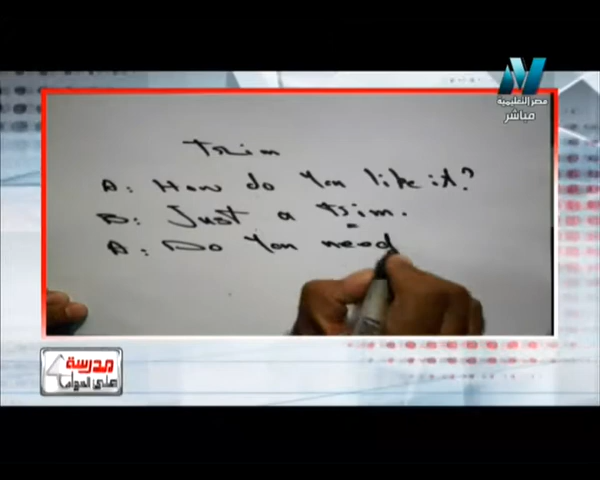 مصر التعليمية
مباشر
Trim
A: How do you like it?
B: Just a trim.
A: Do you need
مدرسة
على الهواء